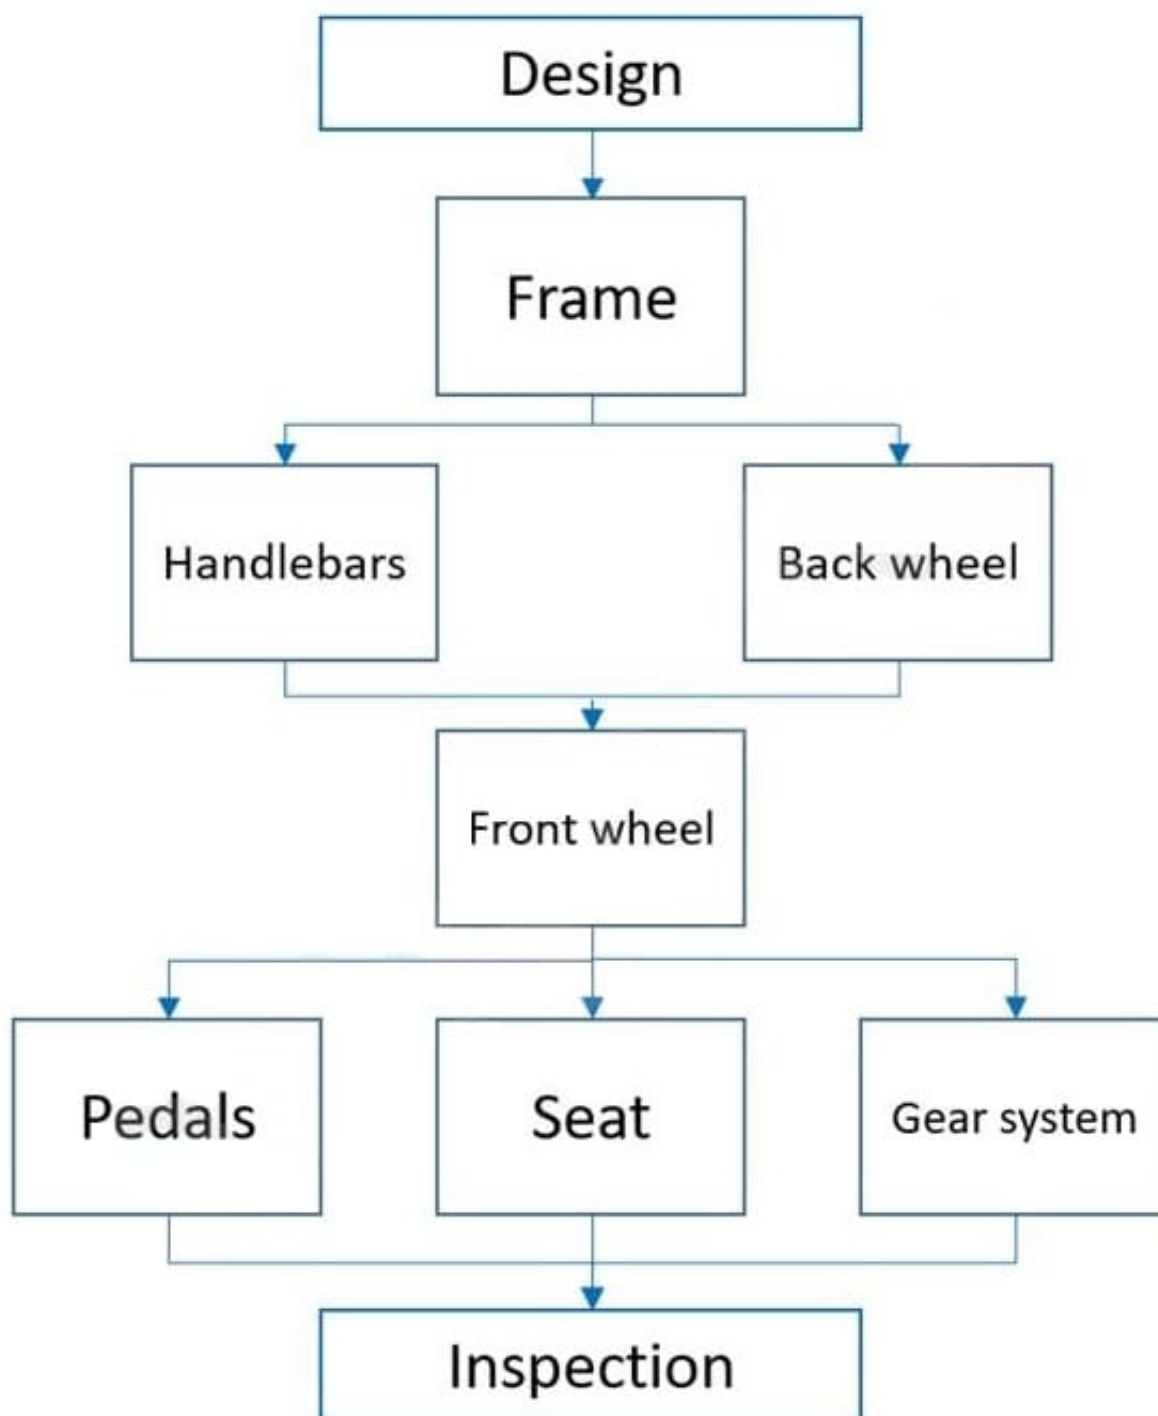 Design
Frame
Handlebars
Back wheel
Front wheel
Pedals
Seat
Gear system
Inspection